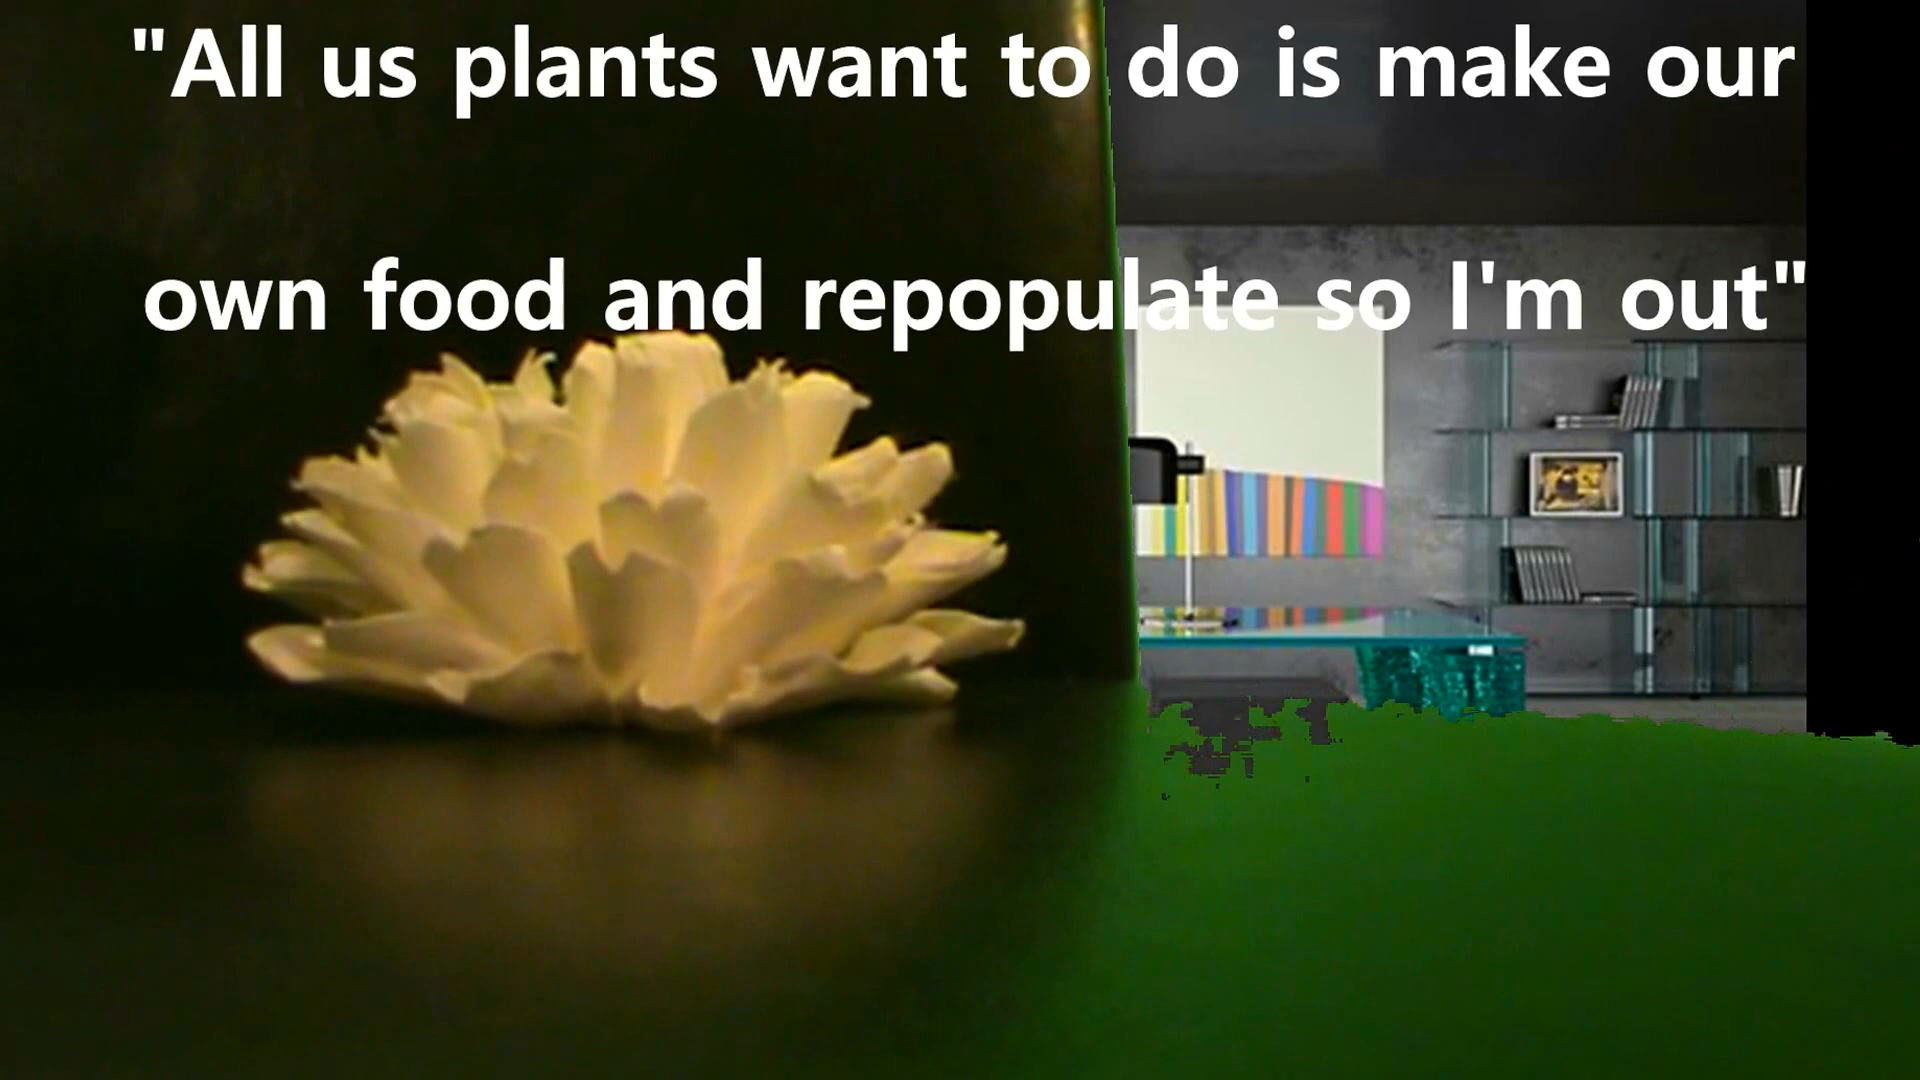 "All us plants want to do is make our
own food and repopulate so I'm out"